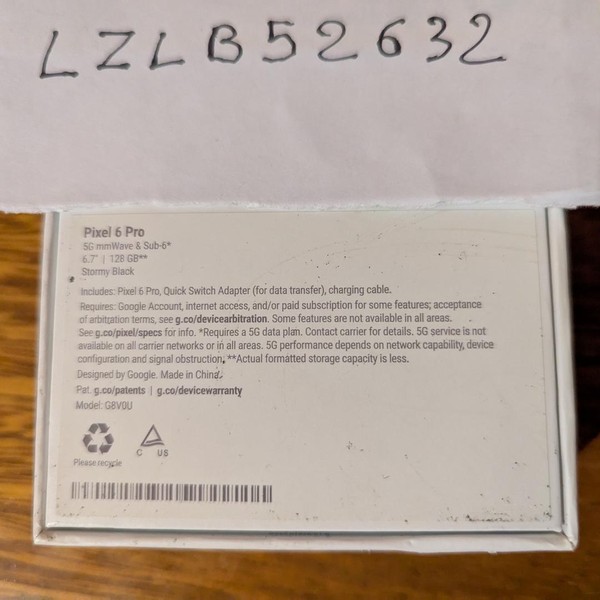 LZLB52632
Pixel 6 Pro
5G mmWave & Sub-6*
6.7" | 128 GB**
Stormy Black
Includes: Pixel 6 Pro, Quick Switch Adapter (for data transfer), charging cable.
Requires: Google Account, internet access, and/or paid subscription for some features; acceptance
of arbitation terms, see g.co/devicearbitration. Some features are not available in all areas.
See g.co/pixel/specs for info. *Requires a 5G data plan. Contact carrier for details. 5G service is not
available on all carrier networks or in all areas. 5G performance depends on network capability, device
configuration and signal obstruction. **Actual formatted storage capacity is less.
Designed by Google. Made in China.
Pat. g.co/patents | g.co/devicewarranty
Model: G8V0U
Please recycle
C US